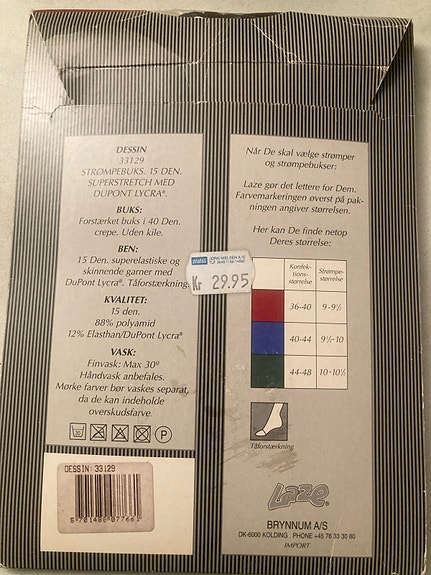 DESSIN
33129
STRØMPEBUKS. 15 DEN.
SUPERSTRETCH MED
DUPONT LYCRA®.
BUKS:
Forstærket buks i 40 Den.
crepe. Uden kile.
BEN:
15 Den. superelastiske og
skinnende garner med
DuPont Lycra®. Tåforstærkning
KVALITET:
15 den.
88% polyamid
12% Elasthan/DuPont Lycra®
VASK:
Finvask: Max 30°
Håndvask anbefales.
Mørke farver bør vaskes separat,
da de kan indeholde
overskudsfarve.
30
P
DESSIN 33129
Kr 29.95
Når De skal vælge strømper
og strømpebukser:
Laze gør det lettere for Dem.
Farvemarkeringen øverst på pak-
ningen angiver størrelsen.
Her kan De finde netop
Deres størrelse:
Konfek-
tions-
størrelse
Strømpe-
størrelse
36-40 9-9½
40-44 9½-10
44-48 10-10½
Tåforstærkning
Laze®
BRYNNUM A/S
DK-6000 KOLDING , PHONE +45 76 33 30 80
IMPORT